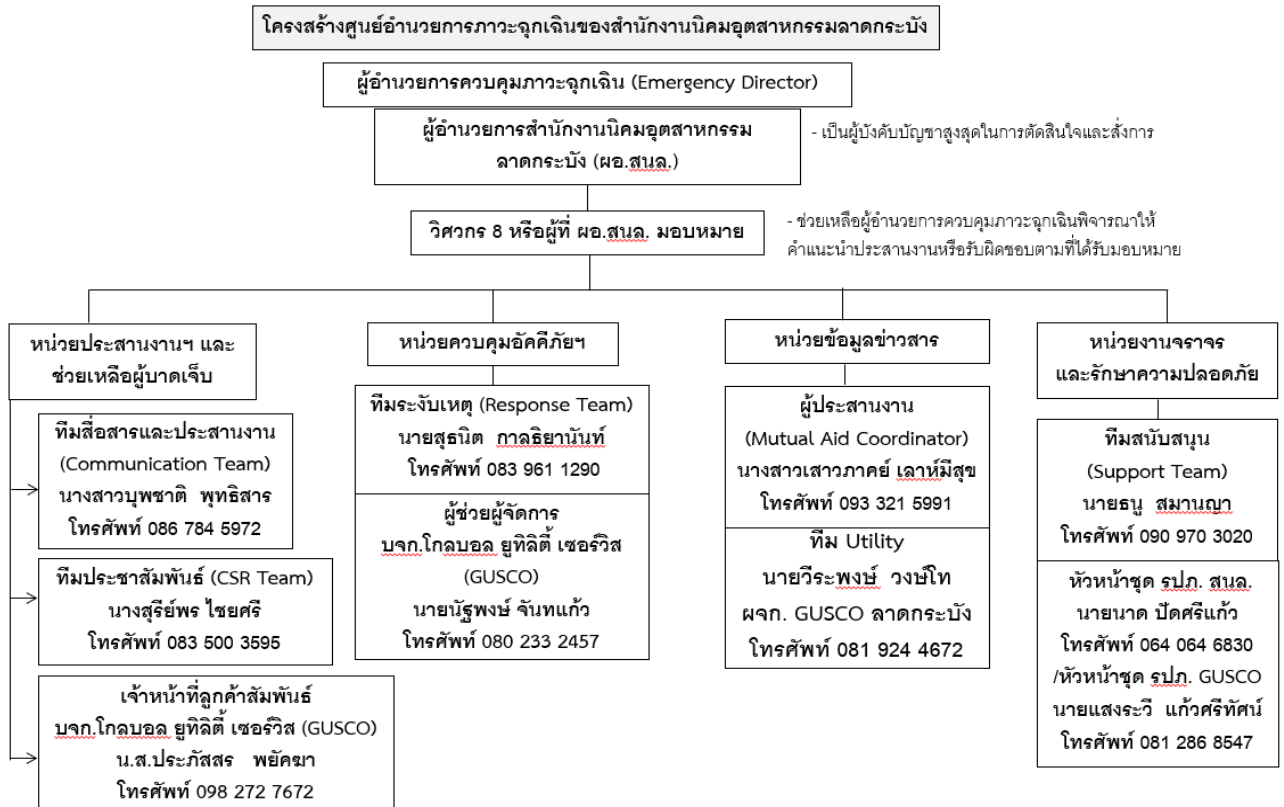 โครงสร้างศูนย์อำนวยการภาวะฉุกเฉินของสำนักงานนิคมอุตสาหกรรมลาดกระบัง
ผู้อำนวยการควบคุมภาวะฉุกเฉิน (Emergency Director)
ผู้อำนวยการสำนักงานนิคมอุตสาหกรรม
ลาดกระบัง (ผอ.สนล.)
- เป็นผู้บังคับบัญชาสูงสุดในการตัดสินใจและสั่งการ
วิศวกร 8 หรือผู้ที่ ผอ.สนล. มอบหมาย
- ช่วยเหลือผู้อำนวยการควบคุมภาวะฉุกเฉินพิจารณาให้
คำแนะนำประสานงานหรือรับผิดชอบตามที่ได้รับมอบหมาย
หน่วยประสานงานฯ และ
ช่วยเหลือผู้บาดเจ็บ
ทีมสื่อสารและประสานงาน
(Communication Team)
นางสาวบุพชาติ พุทธิสาร
โทรศัพท์ 086 784 5972
ทีมประชาสัมพันธ์ (CSR Team)
นางสุรีย์พร ไชยศรี
โทรศัพท์ 083 500 3595
เจ้าหน้าที่ลูกค้าสัมพันธ์
บจก.โกลบอล ยูทิลิตี้ เซอร์วิส (GUSCO)
น.ส.ประภัสสร พยัคฆา
โทรศัพท์ 098 272 7672
หน่วยควบคุมอัคคีภัยฯ
ทีมระงับเหตุ (Response Team)
นายสุธนิต กาลธิยานันท์
โทรศัพท์ 083 961 1290
ผู้ช่วยผู้จัดการ
บจก.โกลบอล ยูทิลิตี้ เซอร์วิส
(GUSCO)
นายนัฐพงษ์ จันทแก้ว
โทรศัพท์ 080 233 2457
หน่วยข้อมูลข่าวสาร
ผู้ประสานงาน
(Mutual Aid Coordinator)
นางสาวเสาวภาคย์ เลาห์มีสุข
โทรศัพท์ 093 321 5991
ทีม Utility
นายวีระพงษ์ วงษ์โท
ผจก. GUSCO ลาดกระบัง
โทรศัพท์ 081 924 4672
หน่วยงานจราจร
และรักษาความปลอดภัย
ทีมสนับสนุน
(Support Team)
นายธนู สมานญา
โทรศัพท์ 090 970 3020
หัวหน้าชุด รปภ. สนล.
นายนาด ปัดศรีแก้ว
โทรศัพท์ 064 064 6830
/หัวหน้าชุด รปภ. GUSCO
นายแสงระวี แก้วศรีทัศน์
โทรศัพท์ 081 286 8547